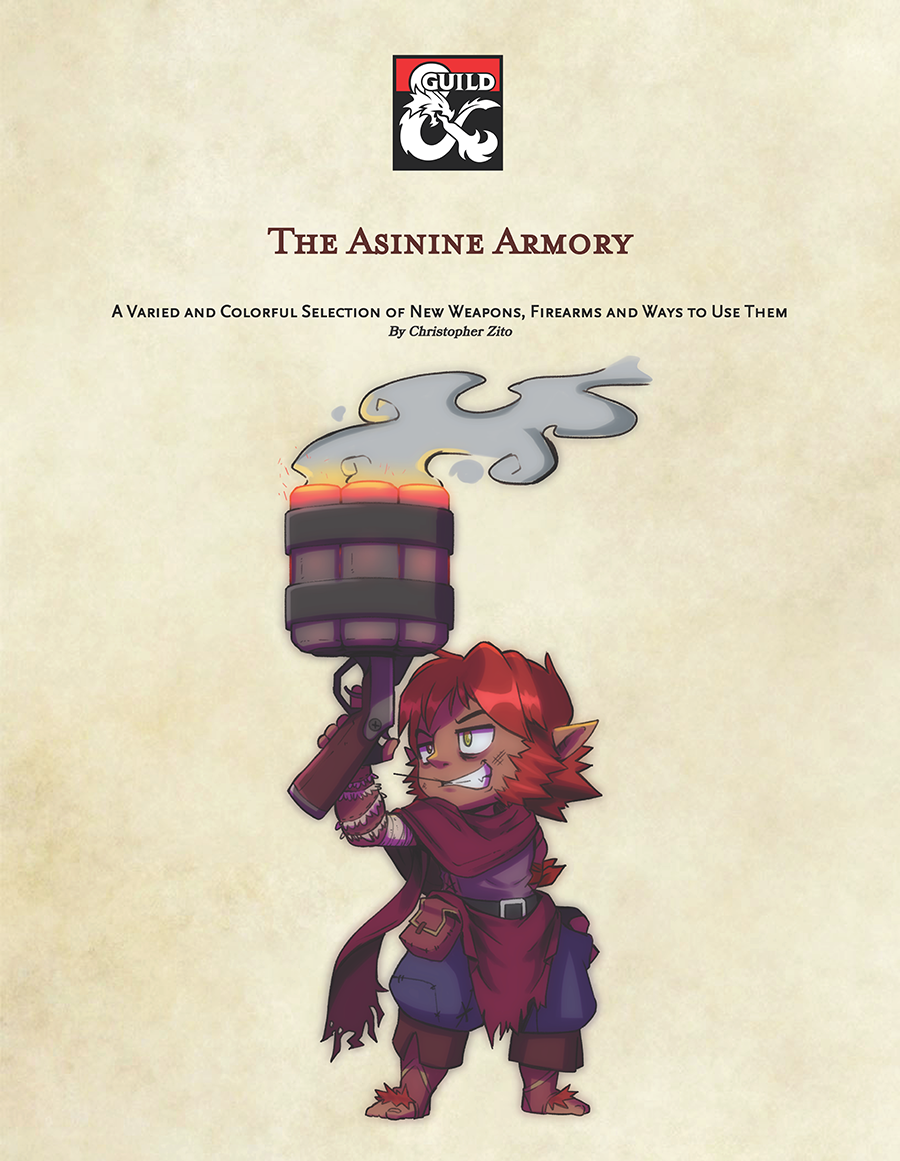 GUILD
The Asinine Armory
A Varied and Colorful Selection of New Weapons, Firearms and Ways to Use Them
By Christopher Zito